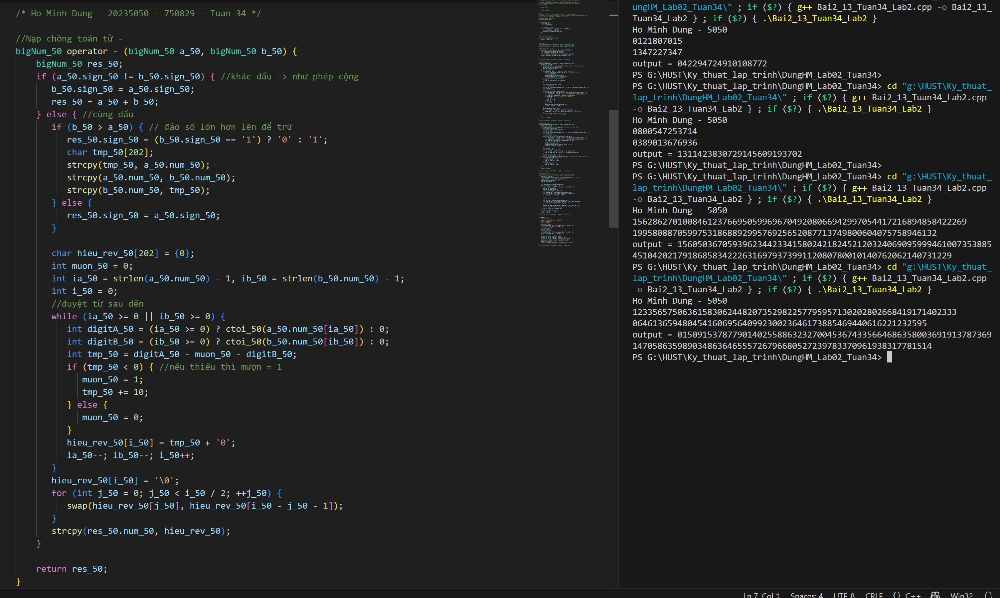 /* Ho Minh Dung - 20235050 - 750829 - Tuan 34 */
//Nạp chồng toán tử -
bigNum_50 operator - (bigNum_50 a_50, bigNum_50 b_50) {
bigNum_50 res_50;
if (a_50.sign_50 != b_50.sign_50) { //khác dấu -> như phép cộng
b_50.sign_50 = a_50.sign_50;
res_50 = a_50 + b_50;
} else { //cùng dấu
if (b_50 > a_50) { // đảo số lớn hơn lên để trừ
res_50.sign_50 = (b_50.sign_50 == '1') ? '0' : '1';
char tmp_50[202];
strcpy(tmp_50, a_50.num_50);
strcpy(a_50.num_50, b_50.num_50);
strcpy(b_50.num_50, tmp_50);
} else {
res_50.sign_50 = a_50.sign_50;
}
char hieu_rev_50[202] = {0};
int muon_50 = 0;
int ia_50 = strlen(a_50.num_50) - 1, ib_50 = strlen(b_50.num_50) - 1;
int i_50 = 0;
//duyệt từ sau đến
while (ia_50 >= 0 || ib_50 >= 0) {
int digitA_50 = (ia_50 >= 0) ? ctoi_50(a_50.num_50[ia_50]) : 0;
int digitB_50 = (ib_50 >= 0) ? ctoi_50(b_50.num_50[ib_50]) : 0;
int tmp_50 = digitA_50 - muon_50 - digitB_50;
if (tmp_50 < 0) { //nếu thiếu thì mượn = 1
muon_50 = 1;
tmp_50 += 10;
} else {
muon_50 = 0;
}
hieu_rev_50[i_50] = tmp_50 + '0';
ia_50--; ib_50--; i_50++;
}
hieu_rev_50[i_50] = '\0';
for (int j_50 = 0; j_50 < i_50 / 2; ++j_50) {
swap(hieu_rev_50[j_50], hieu_rev_50[i_50 - j_50 - 1]);
}
strcpy(res_50.num_50, hieu_rev_50);
}
return res_50;
}
ungHM_Lab02_Tuan34\" ; if ($?) { g++ Bai2_13_Tuan34_Lab2.cpp -o Bai2_13_
Tuan34_Lab2 } ; if ($?) { .\Bai2_13_Tuan34_Lab2 }
Ho Minh Dung - 5050
0121807015
1347227347
output = 042294724910108772
PS G:\HUST\Ky_thuat_lap_trinh\DungHM_Lab02_Tuan34>
PS G:\HUST\Ky_thuat_lap_trinh\DungHM_Lab02_Tuan34> cd "g:\HUST\Ky_thuat_
lap_trinh\DungHM_Lab02_Tuan34\" ; if ($?) { g++ Bai2_13_Tuan34_Lab2.cpp
-o Bai2_13_Tuan34_Lab2 } ; if ($?) { .\Bai2_13_Tuan34_Lab2 }
Ho Minh Dung - 5050
0800547253714
0389013676936
output = 1311423830729145609193702
PS G:\HUST\Ky_thuat_lap_trinh\DungHM_Lab02_Tuan34>
PS G:\HUST\Ky_thuat_lap_trinh\DungHM_Lab02_Tuan34> cd "g:\HUST\Ky_thuat_
lap_trinh\DungHM_Lab02_Tuan34\" ; if ($?) { g++ Bai2_13_Tuan34_Lab2.cpp
-o Bai2_13_Tuan34_Lab2 } ; if ($?) { .\Bai2_13_Tuan34_Lab2 }
Ho Minh Dung - 5050
1562862701008461237669505996967049208066942997054417216894858422269
1995808870599753186889299576925652087713749800604075758946132
output = 156050367059396234423341580242182452120324069095999461007353885
4510420217918685834222631697937399112080780010140762062140731229
PS G:\HUST\Ky_thuat_lap_trinh\DungHM_Lab02_Tuan34> cd "g:\HUST\Ky_thuat_
lap_trinh\DungHM_Lab02_Tuan34\" ; if ($?) { g++ Bai2_13_Tuan34_Lab2.cpp
-o Bai2_13_Tuan34_Lab2 } ; if ($?) { .\Bai2_13_Tuan34_Lab2 }
Ho Minh Dung - 5050
12335657506361583062448207352982257795957130202802668419171402333
06461365948045416069564099230023646173885469440616221232595
output = 015091537877901402558863232700453674335664686358003691913787369
147058635989034863646555726796680527239783370961938317781514
PS G:\HUST\Ky_thuat_lap_trinh\DungHM_Lab02_Tuan34>
Ln 7, Col 1 Spaces: 4 UTF-8 CRLF {} C++ Win32